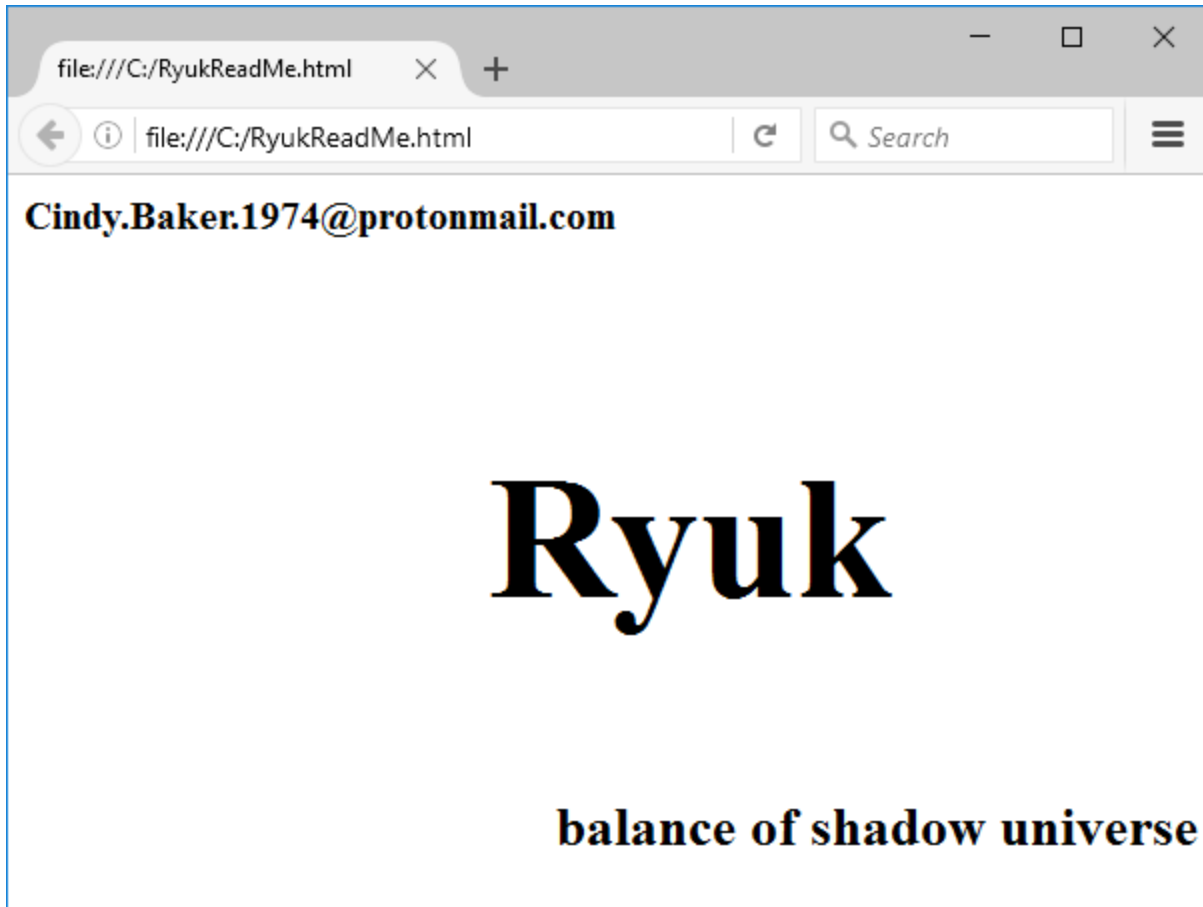 file:///C:/RyukReadMe.html
file:///C:/RyukReadMe.html
Search
Cindy.Baker.1974@protonmail.com
Ryuk
balance of shadow universe